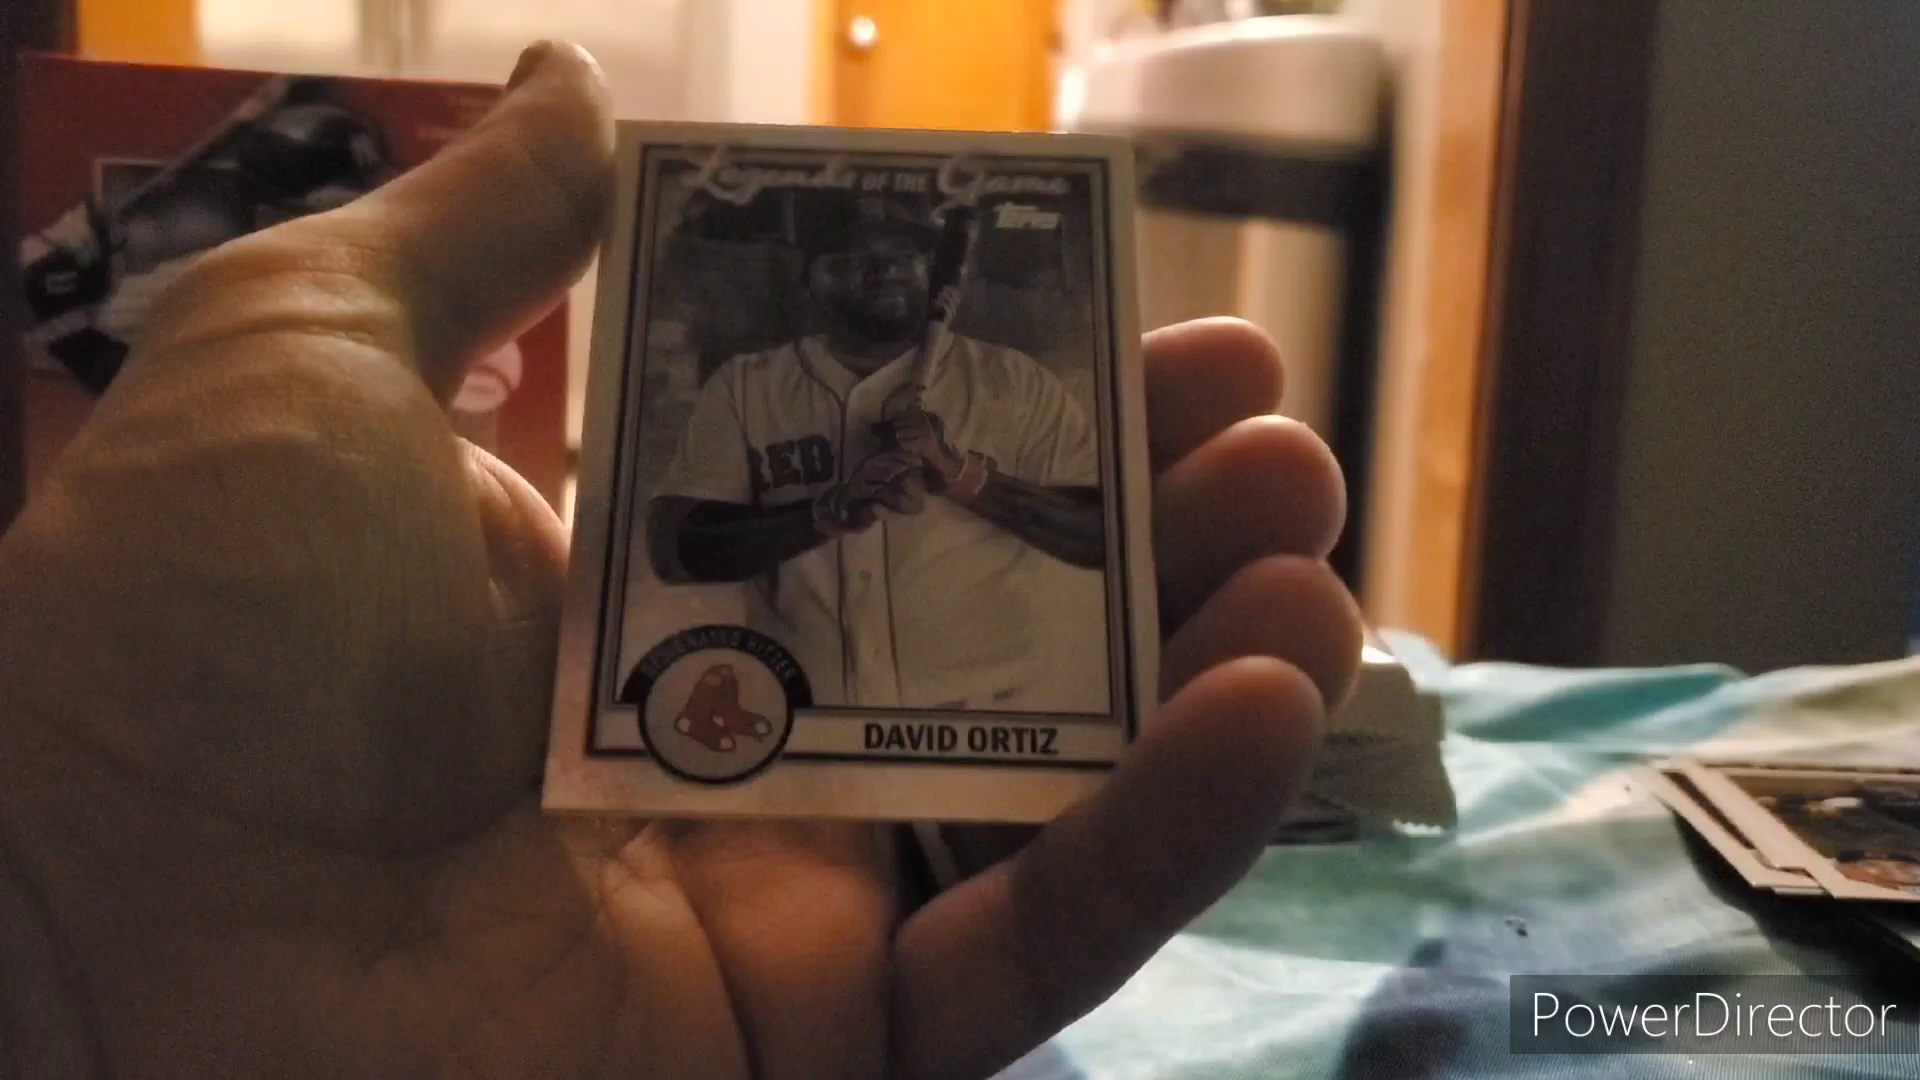 Legends OF THE Game
Topps
RED
DESIGNATED HITTER
DAVID ORTIZ
PowerDirector